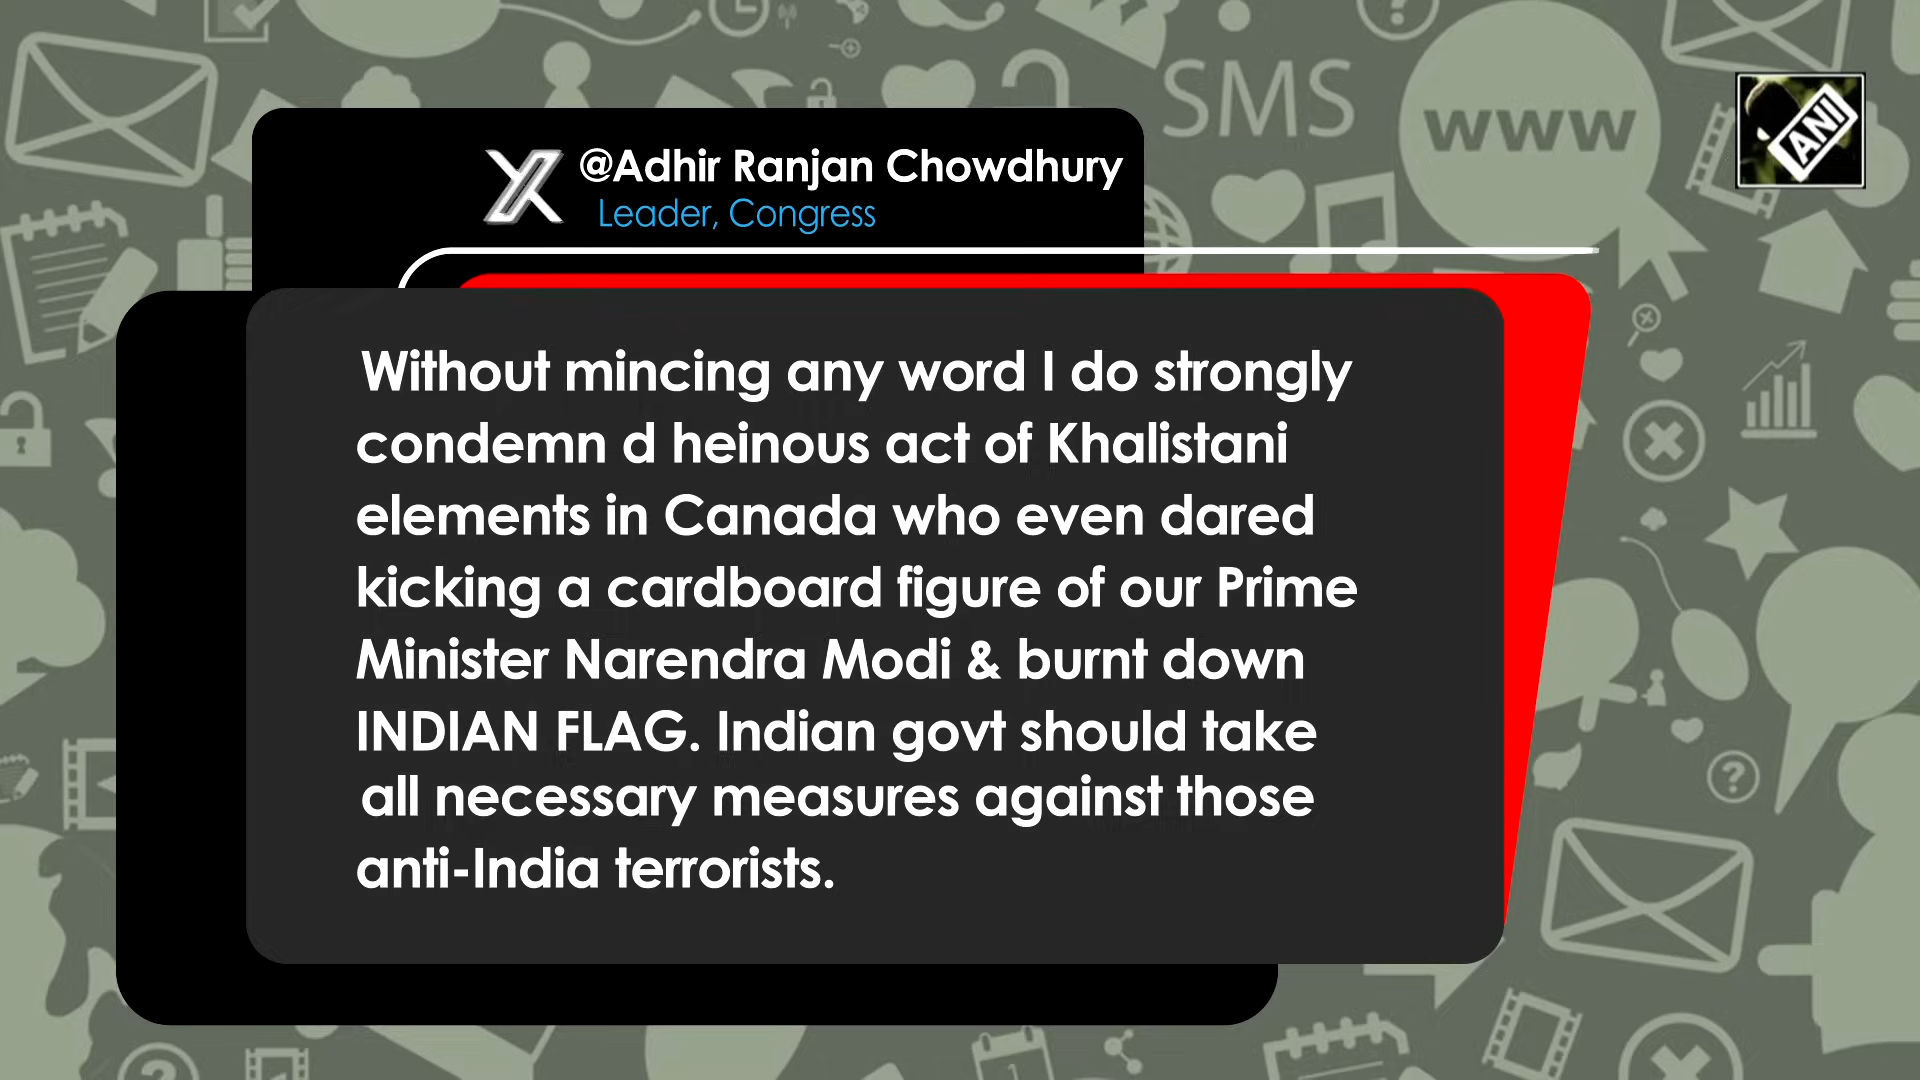 SMS
www
ANI
@Adhir Ranjan Chowdhury
Leader, Congress
Without mincing any word I do strongly
condemn d heinous act of Khalistani
elements in Canada who even dared
kicking a cardboard figure of our Prime
Minister Narendra Modi & burnt down
INDIAN FLAG. Indian govt should take
all necessary measures against those
anti-India terrorists.
1